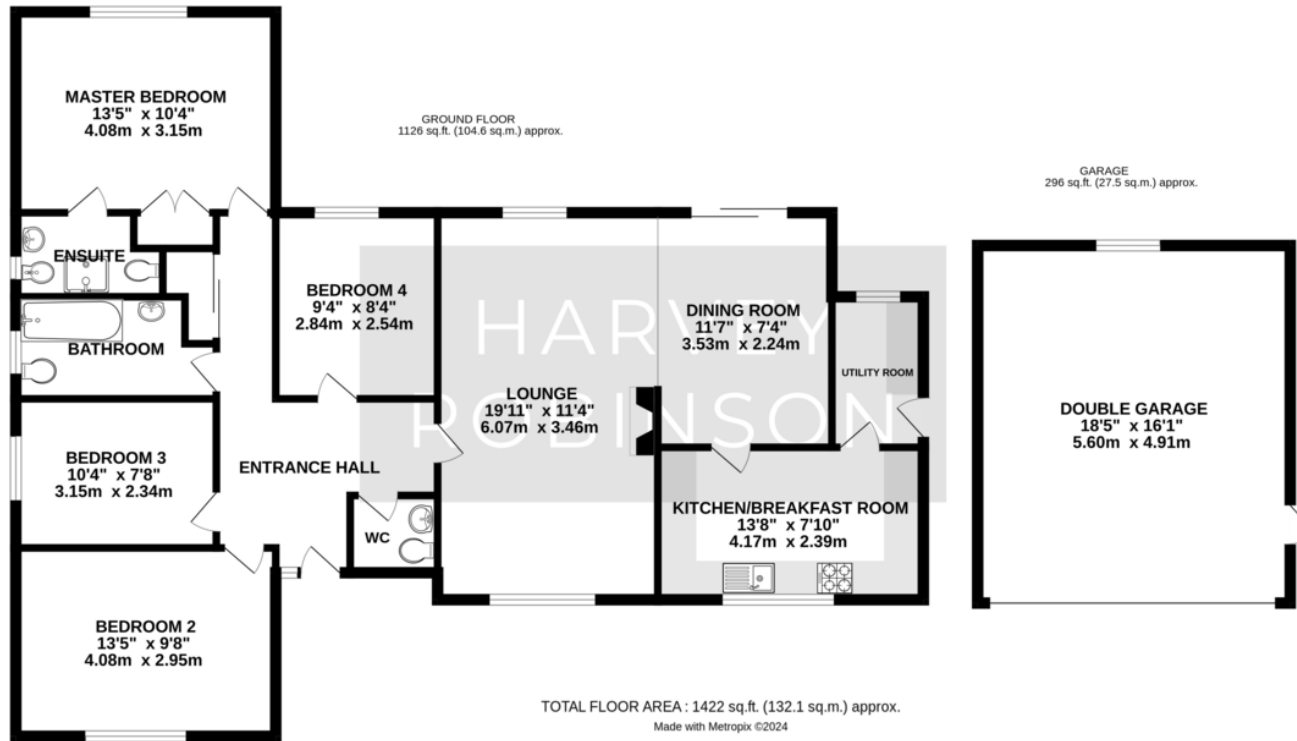 MASTER BEDROOM
13'5" x 10'4"
4.08m x 3.15m
GROUND FLOOR
1126 sq.ft. (104.6 sq.m.) approx.
GARAGE
296 sq.ft. (27.5 sq.m.) approx.
ENSUITE
BATHROOM
BEDROOM 4
9'4" x 8'4"
2.84m x 2.54m
HARVEY
ROBINSON
DINING ROOM
11'7" x 7'4"
3.53m x 2.24m
UTILITY ROOM
LOUNGE
19'11" x 11'4"
6.07m x 3.46m
DOUBLE GARAGE
18'5" x 16'1"
5.60m x 4.91m
BEDROOM 3
10'4" x 7'8"
3.15m x 2.34m
ENTRANCE HALL
WC
KITCHEN/BREAKFAST ROOM
13'8" x 7'10"
4.17m x 2.39m
BEDROOM 2
13'5" x 9'8"
4.08m x 2.95m
TOTAL FLOOR AREA : 1422 sq.ft. (132.1 sq.m.) approx.
Made with Metropix ©2024